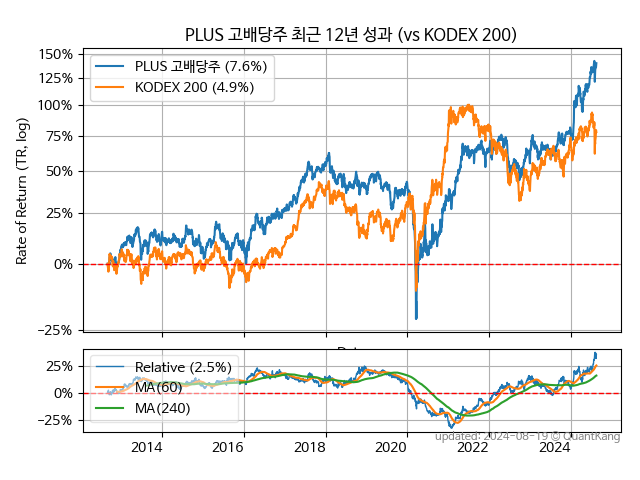 PLUS 고배당주 최근 12년 성과 (vs KODEX 200)
Rate of Return (TR, log)
150%
125%
100%
75%
50%
25%
0%
−25%
PLUS 고배당주 (7.6%)
KODEX 200 (4.9%)
25%
0%
−25%
Relative (2.5%)
MA(60)
MA(240)
2014
2016
2018
2020
2022
2024
updated: 2024-08-19 © QuantKang